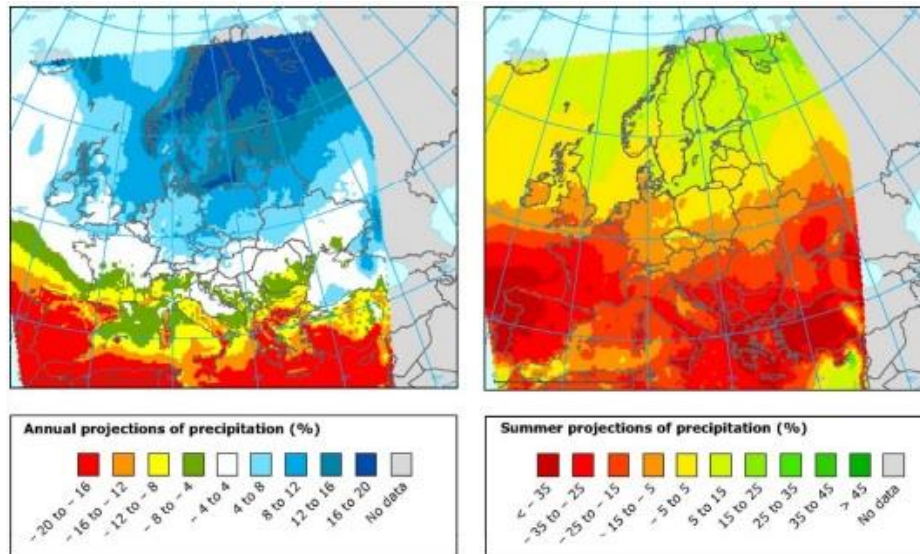 Annual projections of precipitation (%)
– 20 to – 16
– 16 to – 12
– 12 to – 8
– 8 to – 4
– 4 to 4
4 to 8
8 to 12
12 to 16
16 to 20
No data
Summer projections of precipitation (%)
< – 35
– 35 to – 25
– 25 to – 15
– 15 to – 5
– 5 to 5
5 to 15
15 to 25
25 to 35
35 to 45
> 45
No data